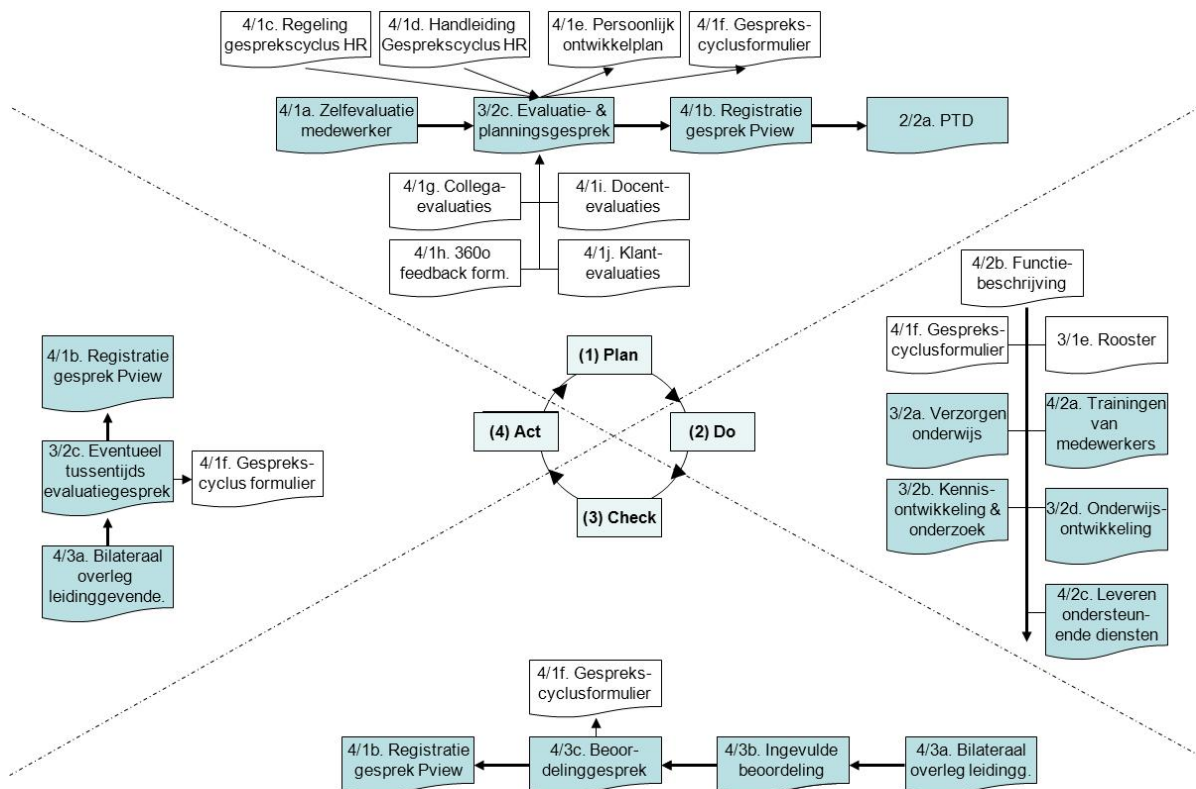 4/1c. Regeling
gesprekscyclus HR
4/1d. Handleiding
Gesprekscyclus HR
4/1e. Persoonlijk
ontwikkelplan
4/1f. Gespreks-
cyclusformulier
4/1a. Zelfevaluatie
medewerker
3/2c. Evaluatie- &
planningsgesprek
4/1b. Registratie
gesprek Pview
2/2a. PTD
4/1g. Collega-
evaluaties
4/1i. Docent-
evaluaties
4/1h. 360o
feedback form.
4/1j. Klant-
evaluaties
4/2b. Functie-
beschrijving
4/1f. Gespreks-
cyclusformulier
3/1e. Rooster
3/2a. Verzorgen
onderwijs
4/2a. Trainingen
van
medewerkers
3/2b. Kennis-
ontwikkeling &
onderzoek
3/2d. Onderwijs-
ontwikkeling
4/2c. Leveren
ondersteun-
ende diensten
(1) Plan
(4) Act
(2) Do
(3) Check
4/1b. Registratie
gesprek Pview
3/2c. Eventueel
tussentijds
evaluatiegesprek
4/1f. Gespreks-
cyclus formulier
4/3a. Bilateraal
overleg
leidinggevende.
4/1f. Gespreks-
cyclusformulier
4/1b. Registratie
gesprek Pview
4/3c. Beoor-
delinggesprek
4/3b. Ingevulde
beoordeling
4/3a. Bilateraal
overleg leidingg.